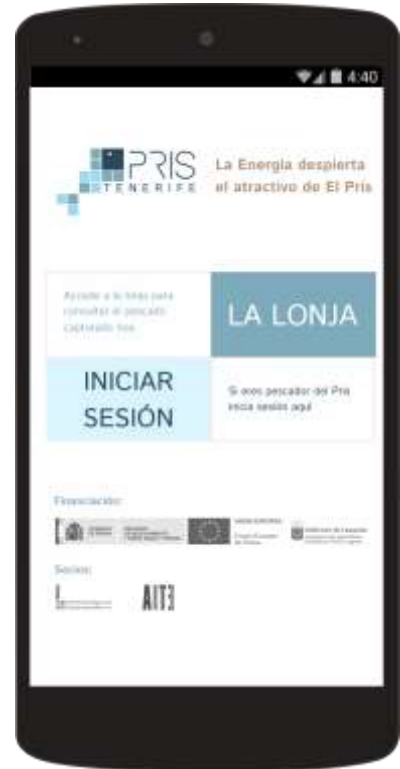 4:40
PRIS
TENERIFE
La Energía despierta
el atractivo de El Pris
Accede a la lonja para
consultar el pescado
capturado hoy
LA LONJA
INICIAR
SESIÓN
Si eres pescador del Pris
inicia sesión aquí
Financiación:
Socios: